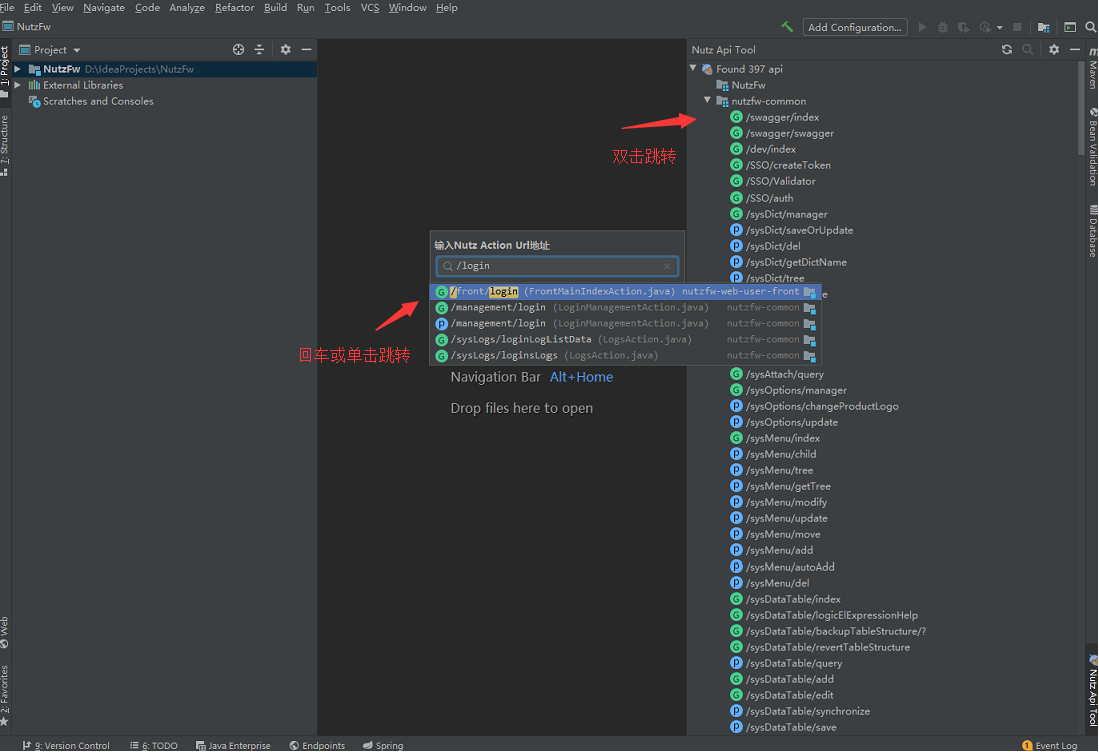 File Edit View Navigate Code Analyze Refactor Build Run Tools VCS Window Help
NutzFw
Add Configuration...
1: Project
7: Structure
Web
2: Favorites
Project
NutzFw D:\IdeaProjects\NutzFw
External Libraries
Scratches and Consoles
双击跳转
输入Nutz Action Url地址
/login
/front/login (FrontMainIndexAction.java) nutzfw-web-user-front
/management/login (LoginManagementAction.java) nutzfw-common
/management/login (LoginManagementAction.java) nutzfw-common
/sysLogs/loginLogListData (LogsAction.java) nutzfw-common
/sysLogs/loginsLogs (LogsAction.java) nutzfw-common
回车或单击跳转
Navigation Bar Alt+Home
Drop files here to open
Nutz Api Tool
Found 397 api
NutzFw
nutzfw-common
G /swagger/index
G /swagger/swagger
G /dev/index
G /SSO/createToken
G /SSO/Validator
G /SSO/auth
G /sysDict/manager
P /sysDict/saveOrUpdate
P /sysDict/del
P /sysDict/getDictName
P /sysDict/tree
e
G /sysAttach/query
G /sysOptions/manager
P /sysOptions/changeProductLogo
P /sysOptions/update
G /sysMenu/index
P /sysMenu/child
P /sysMenu/tree
P /sysMenu/getTree
P /sysMenu/modify
P /sysMenu/update
P /sysMenu/move
P /sysMenu/add
P /sysMenu/autoAdd
P /sysMenu/del
G /sysDataTable/index
G /sysDataTable/logicElExpressionHelp
G /sysDataTable/backupTableStructure/?
G /sysDataTable/revertTableStructure
P /sysDataTable/query
G /sysDataTable/add
G /sysDataTable/edit
P /sysDataTable/synchronize
P /sysDataTable/save
Maven
Bean Validation
Database
Nutz Api Tool
9: Version Control 6: TODO Java Enterprise Endpoints Spring
1 Event Log